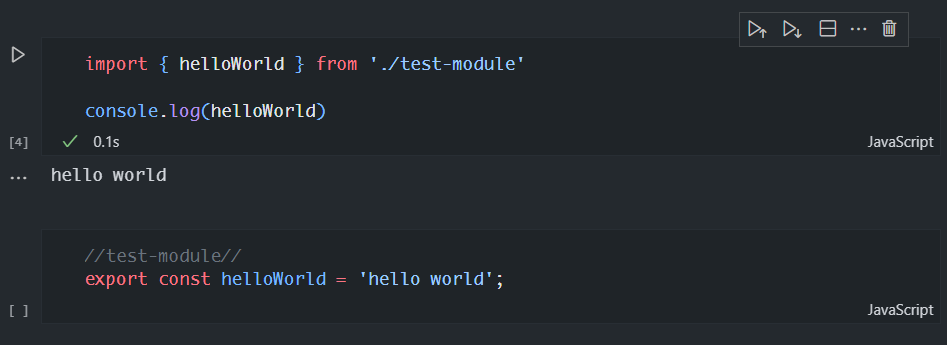 import { helloWorld } from './test-module'
console.log(helloWorld)
[4] 0.1s JavaScript
hello world
//test-module//
export const helloWorld = 'hello world';
[ ] JavaScript